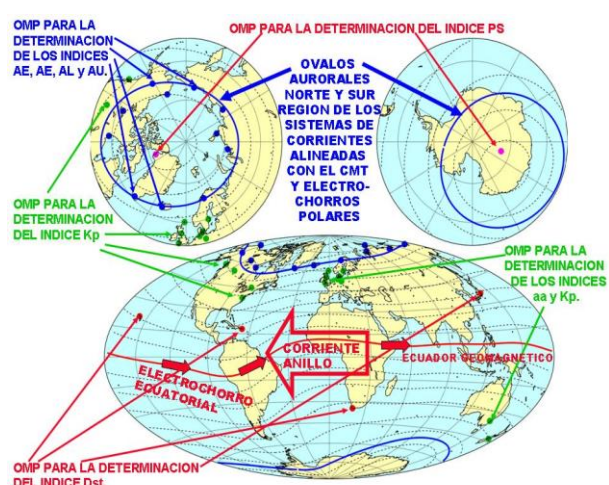 OMP PARA LA
DETERMINACION
DE LOS INDICES
AE, AE, AL y AU.
OMP PARA LA DETERMINACION DEL INDICE PS
OVALOS
AURORALES
NORTE Y SUR
REGION DE LOS
SISTEMAS DE
CORRIENTES
ALINEADAS
CON EL CMT
Y ELECTRO-
CHORROS
POLARES
OMP PARA LA
DETERMINACION
DEL INDICE Kp
OMP PARA LA
DETERMINACION
DE LOS INDICES
aa y Kp.
CORRIENTE
ANILLO
ECUADOR GEOMAGNETICO
ELECTROCHORRO
ECUATORIAL
OMP PARA LA DETERMINACION
DEL INDICE Dst